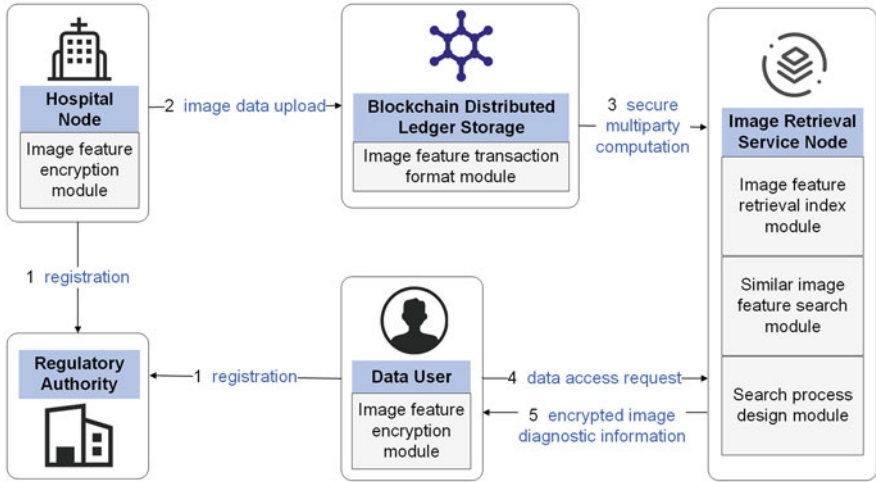 Hospital
Node
Image feature
encryption
module
2 image data upload
Blockchain Distributed
Ledger Storage
Image feature transaction
format module
3 secure
multiparty
computation
Image Retrieval
Service Node
Image feature
retrieval index
module
Similar image
feature search
module
Search process
design module
1 registration
Regulatory
Authority
1 registration
Data User
Image feature
encryption
module
4 data access request
5 encrypted image
diagnostic information